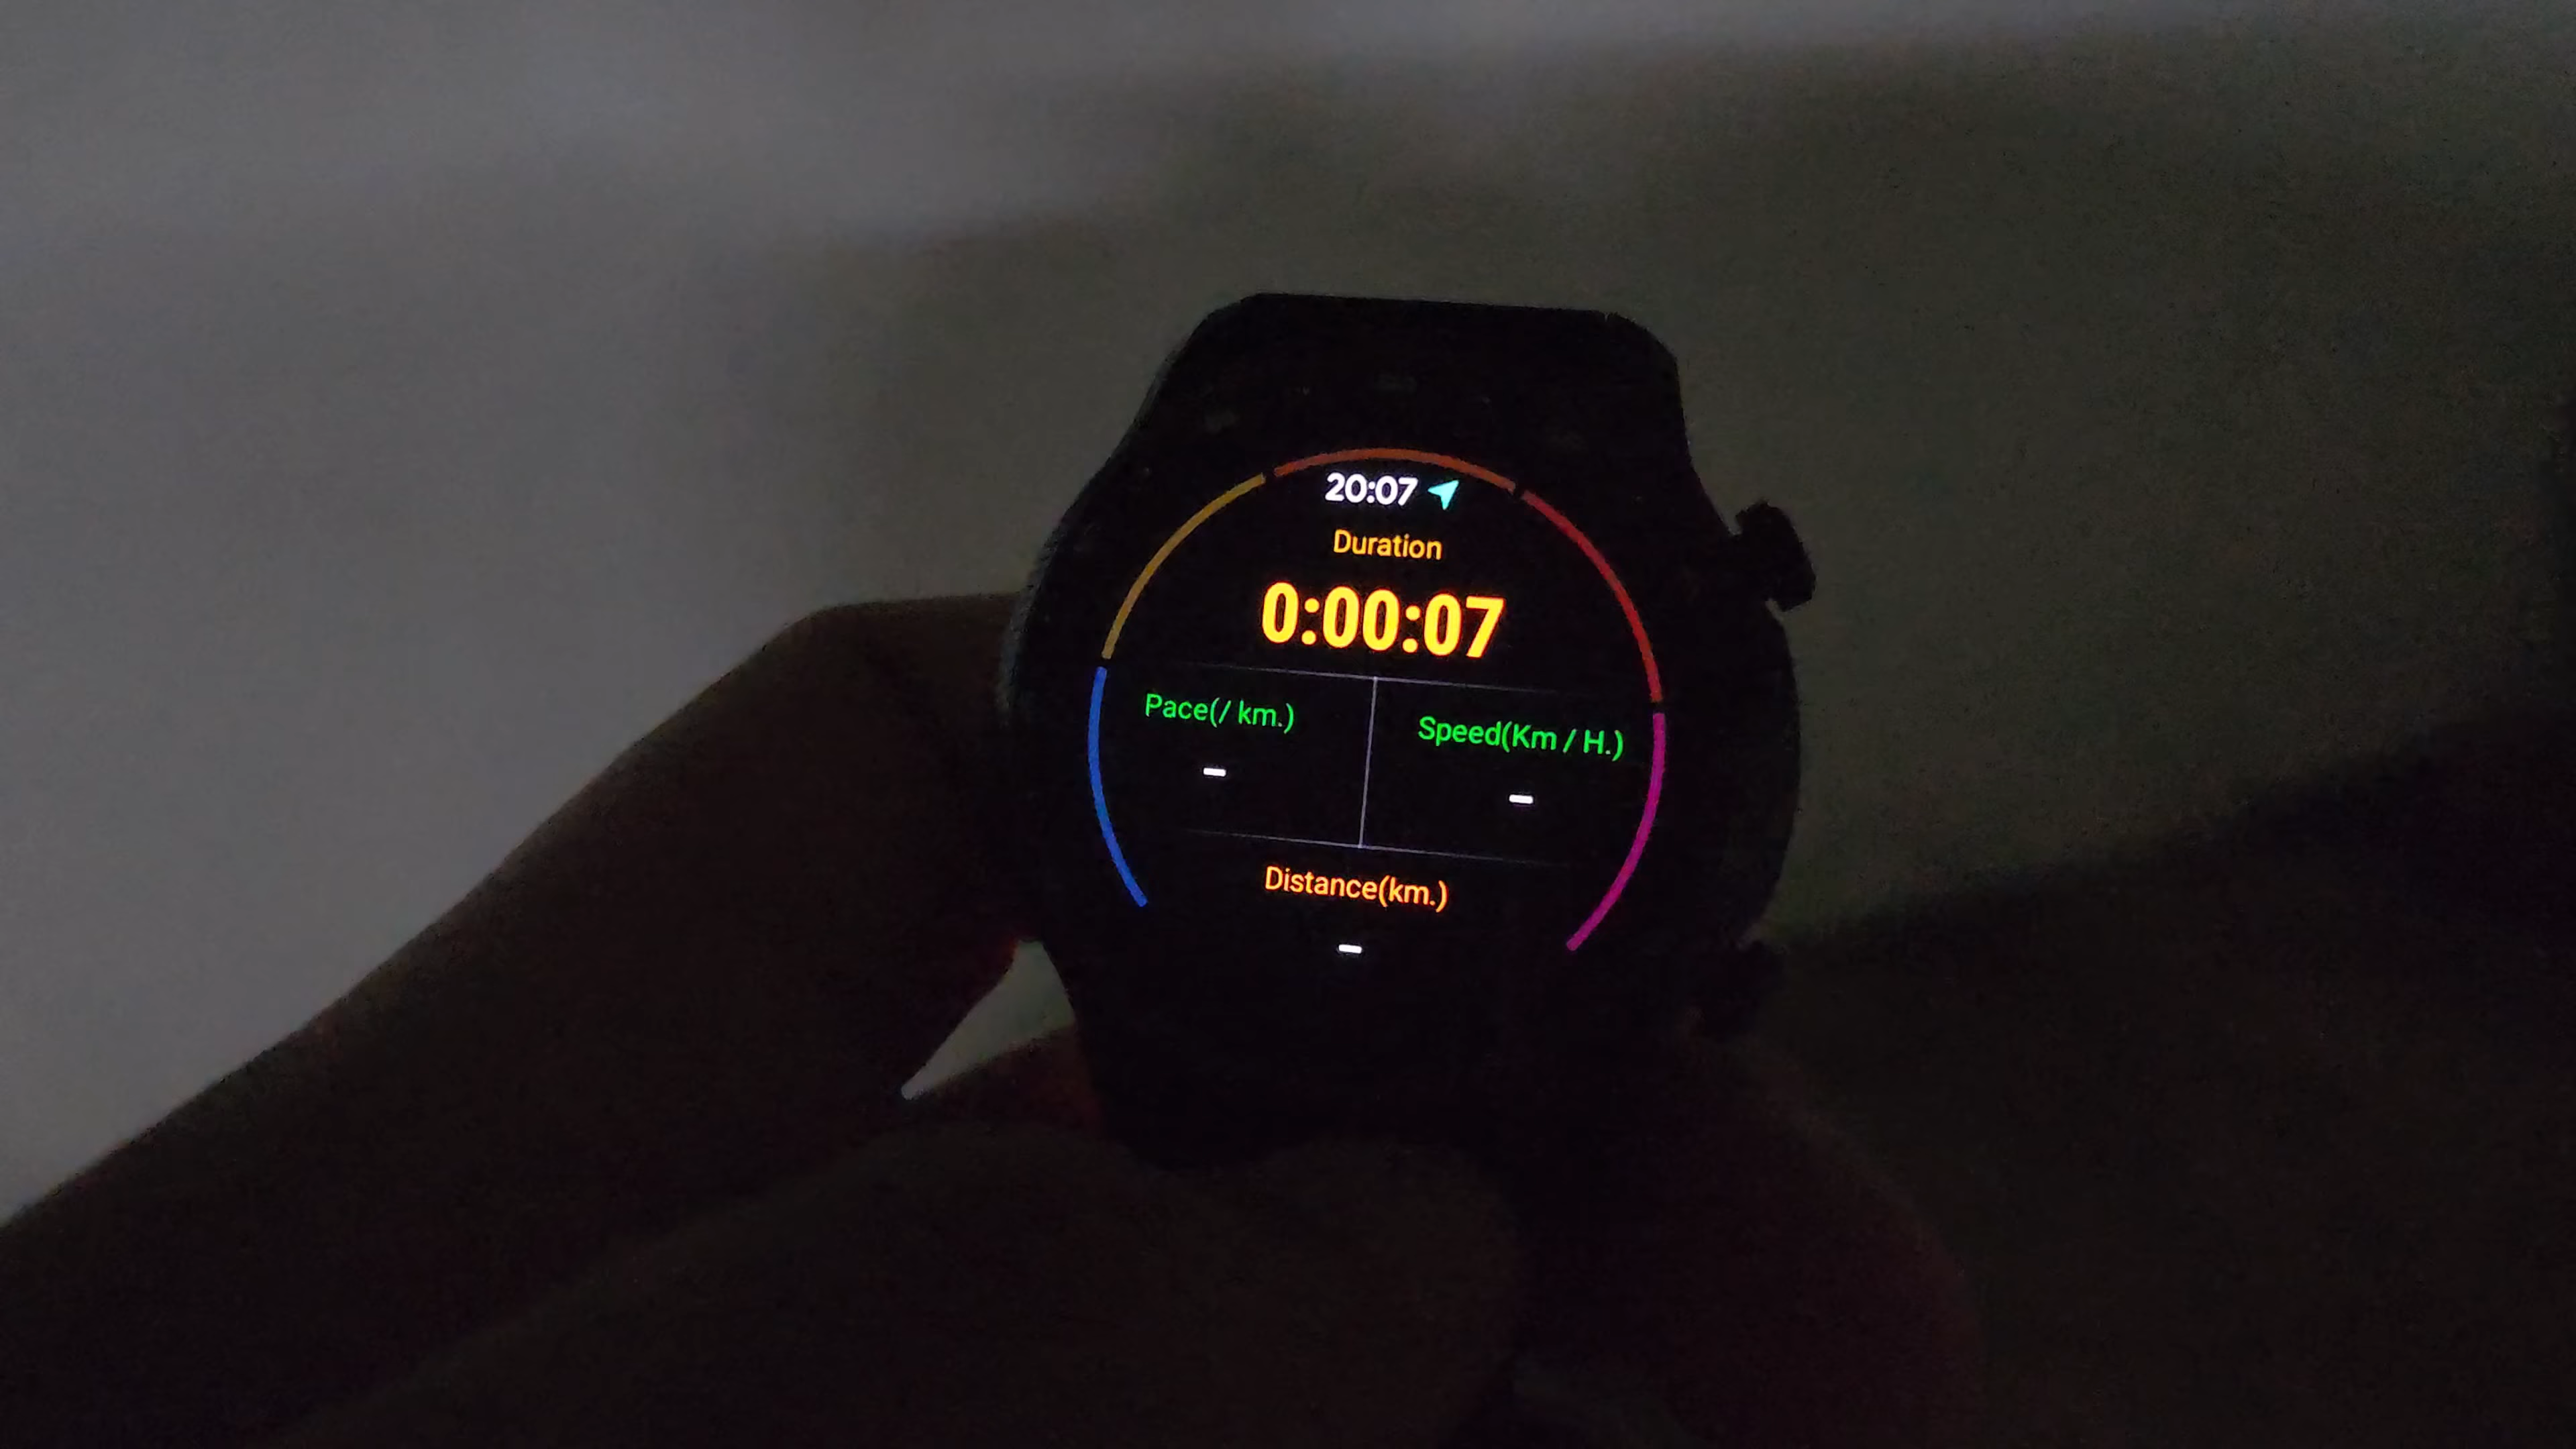 20:07
Duration
0:00:07
Pace(/ km.)
Speed(Km / H.)
-
-
Distance(km.)
-